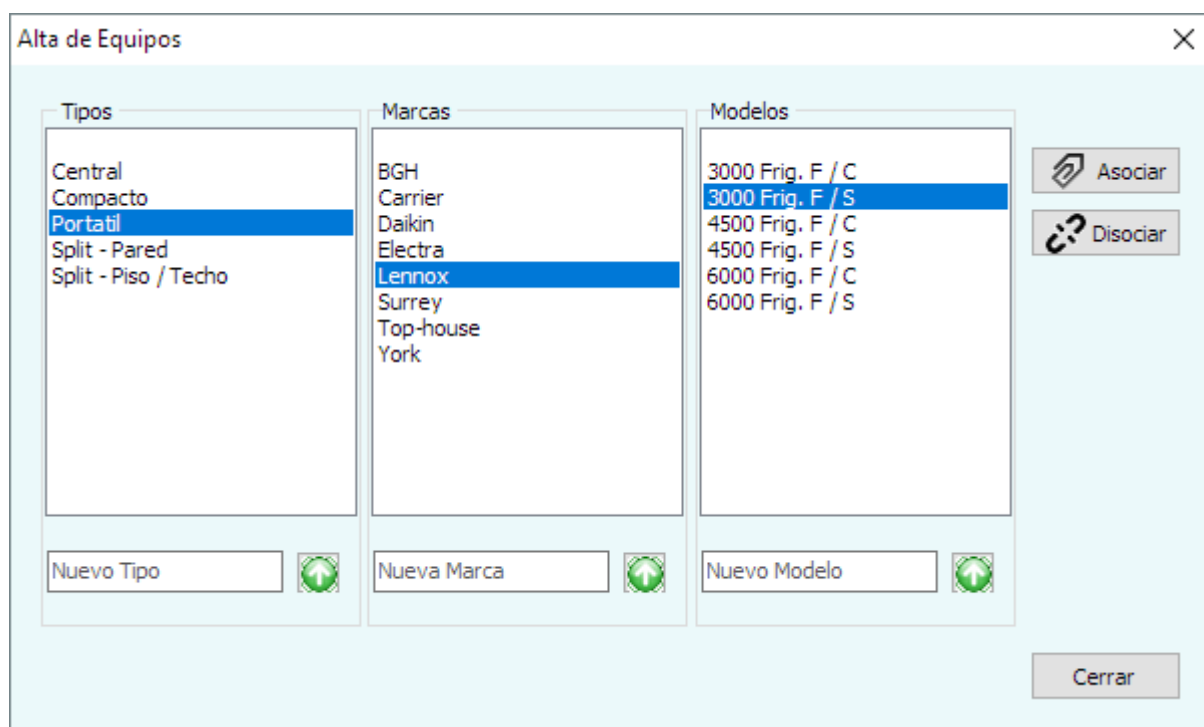 Alta de Equipos
Tipos
Central
Compacto
Portatil
Split - Pared
Split - Piso / Techo
Nuevo Tipo
Marcas
BGH
Carrier
Daikin
Electra
Lennox
Surrey
Top-house
York
Nueva Marca
Modelos
3000 Frig. F / C
3000 Frig. F / S
4500 Frig. F / C
4500 Frig. F / S
6000 Frig. F / C
6000 Frig. F / S
Nuevo Modelo
Asociar
Disociar
Cerrar